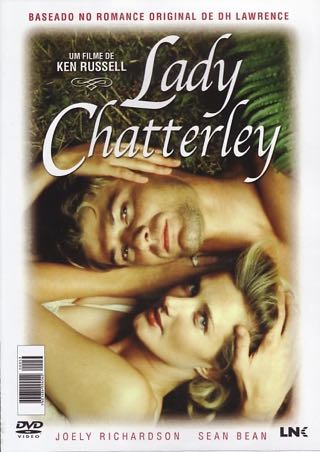 BASEADO NO ROMANCE ORIGINAL DE DH LAWRENCE
UM FILME DE
KEN RUSSELL
Lady
Chatterley
DVD
VIDEO
JOELY RICHARDSON SEAN BEAN
LNK